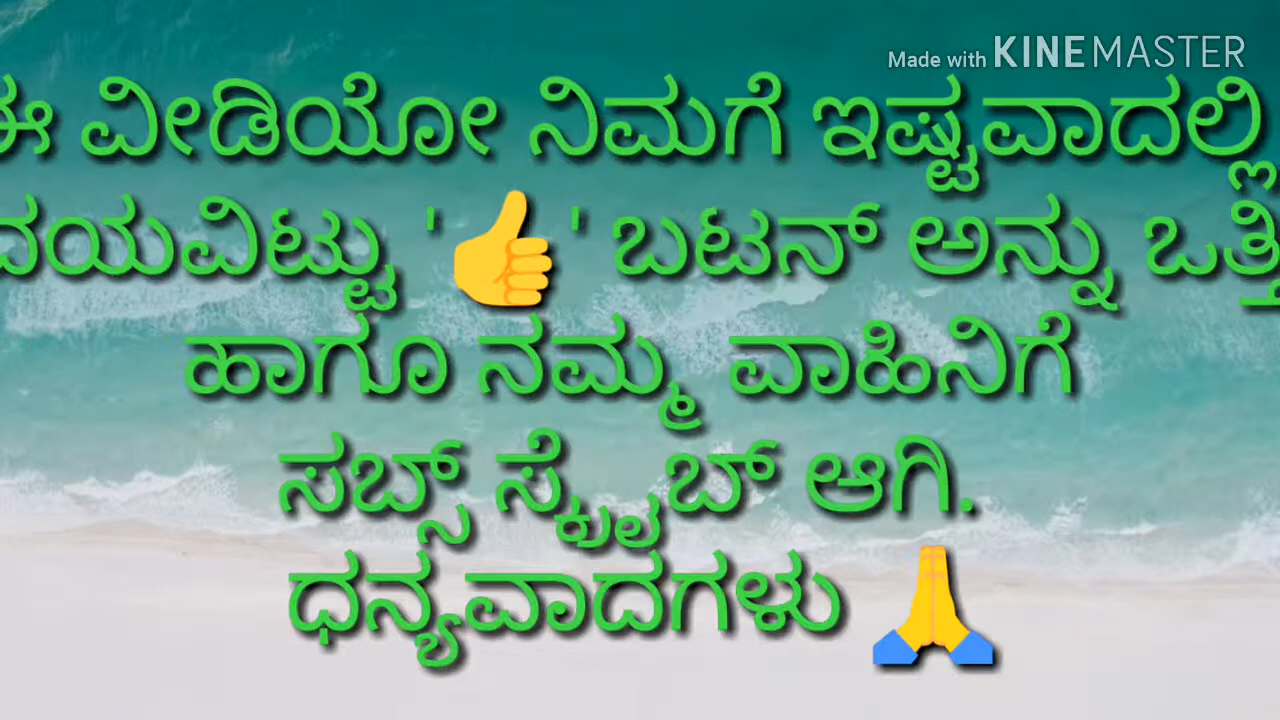 Made with KINEMASTER
ಈ ವೀಡಿಯೋ ನಿಮಗೆ ಇಷ್ಟವಾದಲ್ಲಿ
ದಯವಿಟ್ಟು '👍' ಬಟನ್ ಅನ್ನು ಒತ್ತಿ
ಹಾಗೂ ನಮ್ಮ ವಾಹಿನಿಗೆ
ಸಬ್ಸ್ ಸ್ಕ್ರೈಬ್ ಆಗಿ.
ಧನ್ಯವಾದಗಳು 🙏